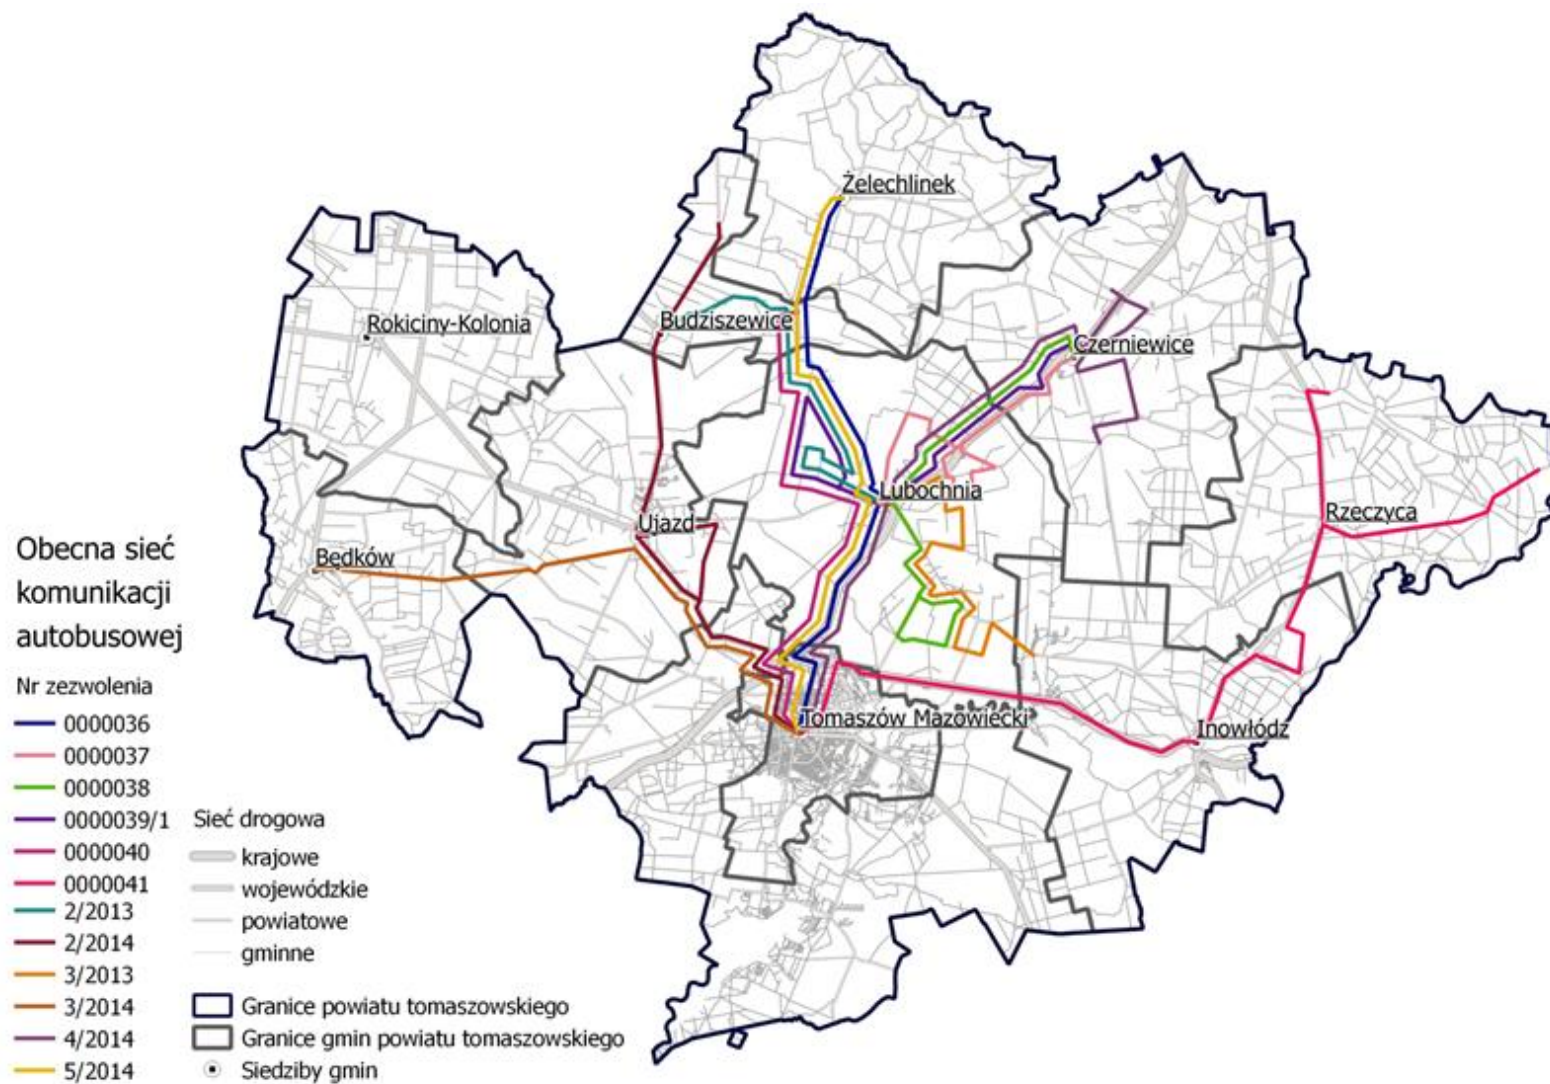 Żelechlinek
Rokiciny-Kolonia
Budziszewice
Czerniewice
Lubochnia
Rzeczyca
Ujazd
Będków
Tomaszów Mazowiecki
Inowłódz
Obecna sieć
komunikacji
autobusowej
Nr zezwolenia
0000036
0000037
0000038
0000039/1
0000040
0000041
2/2013
2/2014
3/2013
3/2014
4/2014
5/2014
Sieć drogowa
krajowe
wojewódzkie
powiatowe
gminne
Granice powiatu tomaszowskiego
Granice gmin powiatu tomaszowskiego
Siedziby gmin